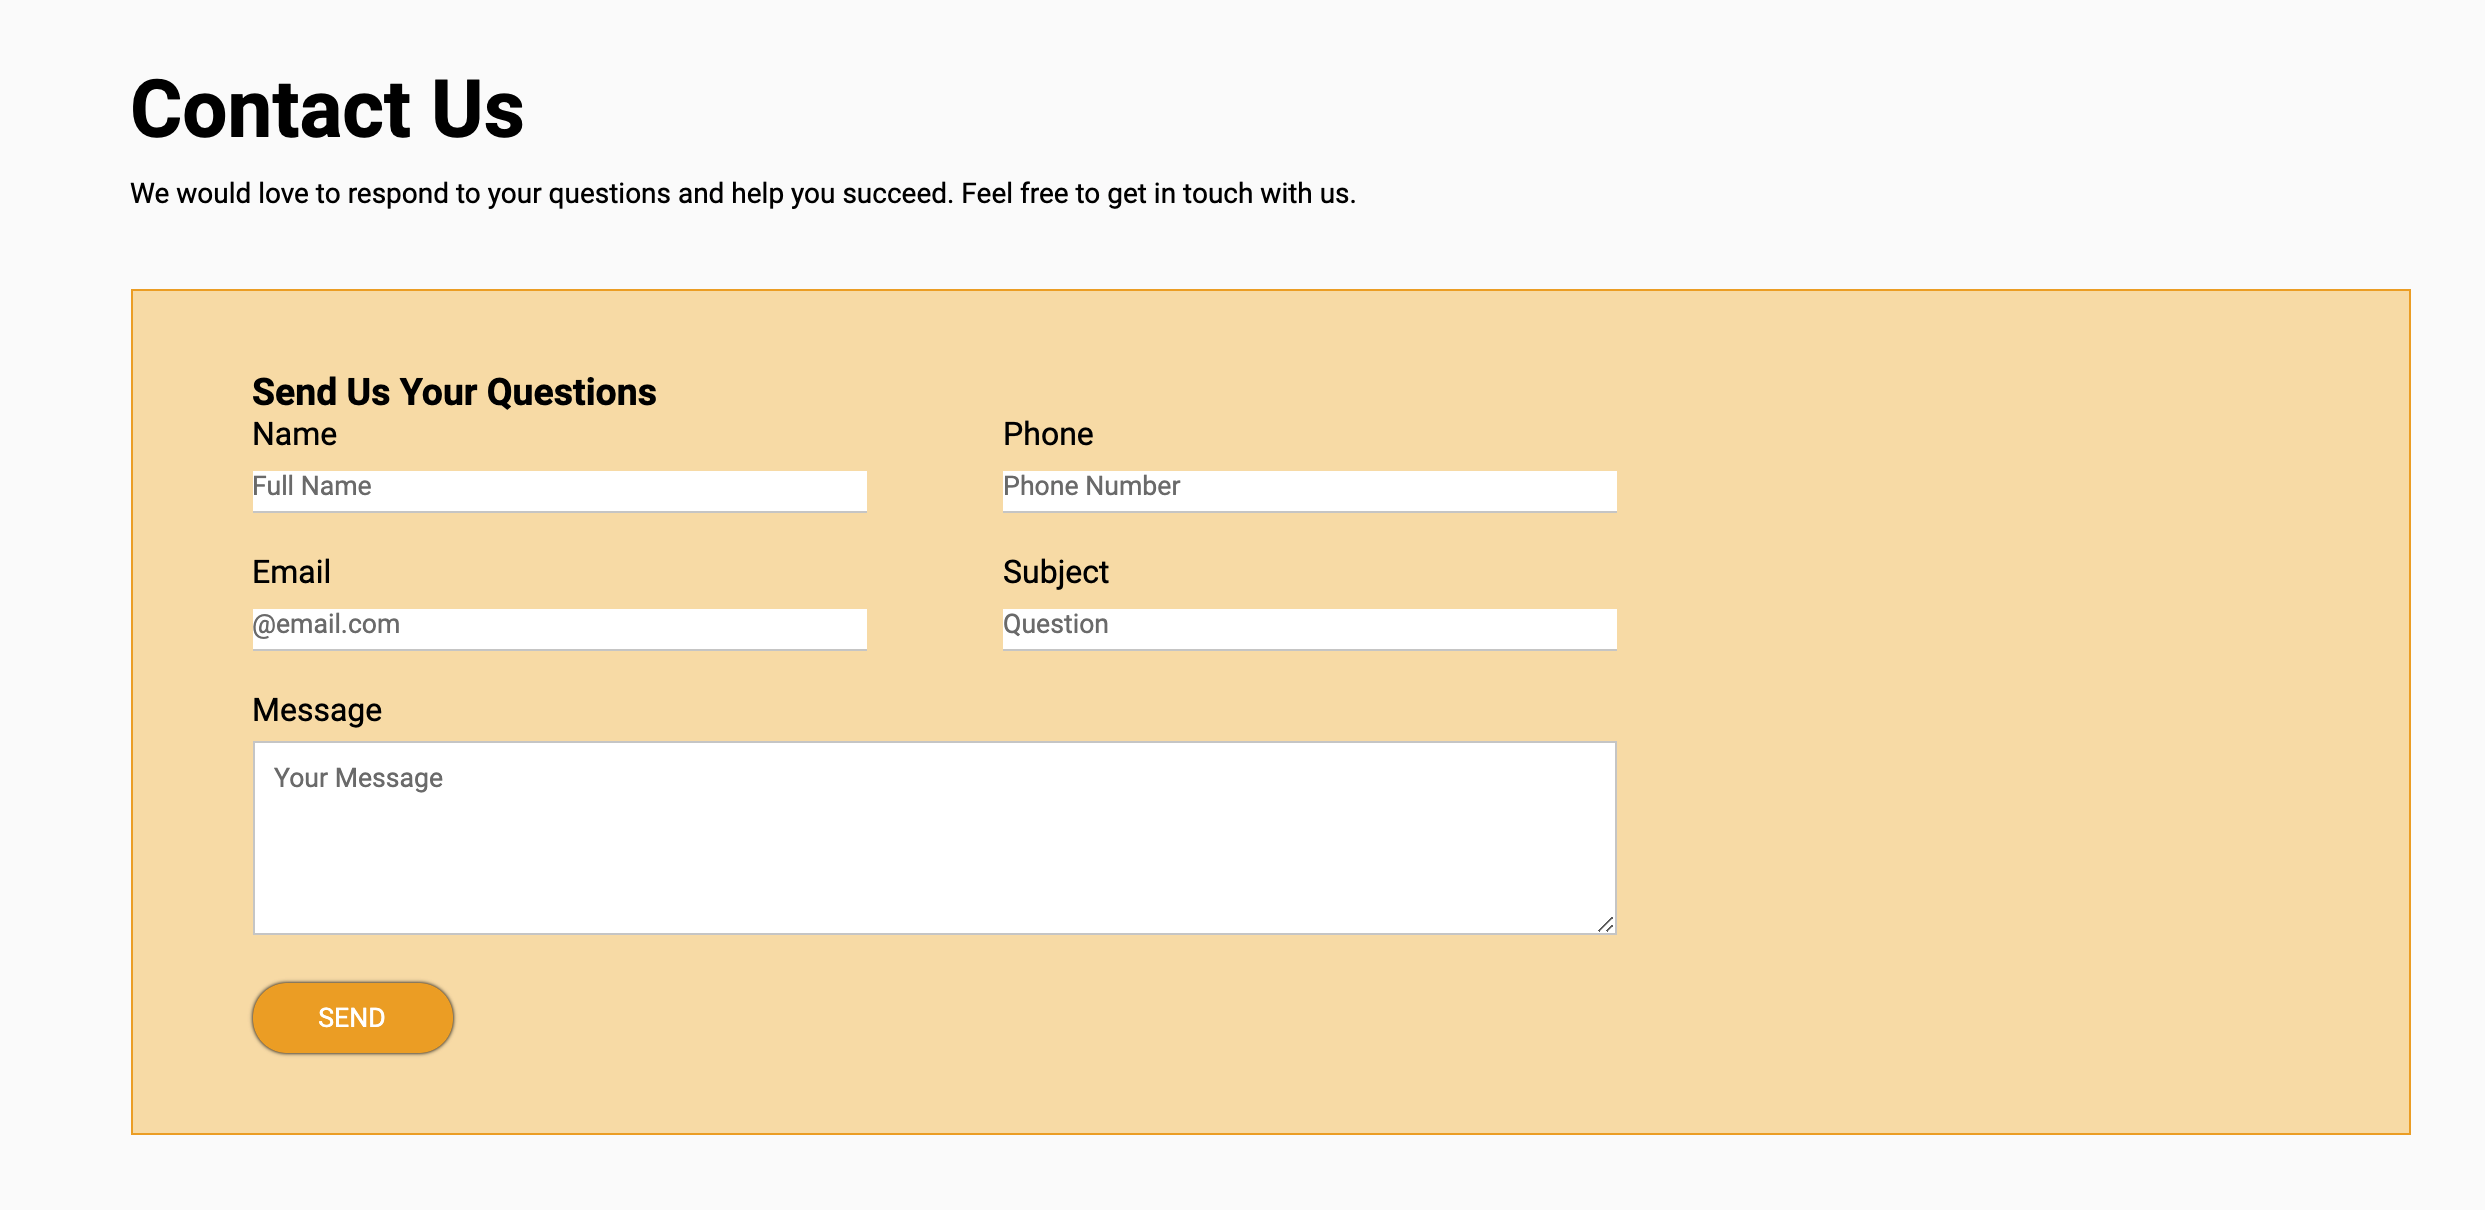 Contact Us
We would love to respond to your questions and help you succeed. Feel free to get in touch with us.
Send Us Your Questions
Name
Phone
Full Name
Phone Number
Email
Subject
@email.com
Question
Message
Your Message
SEND